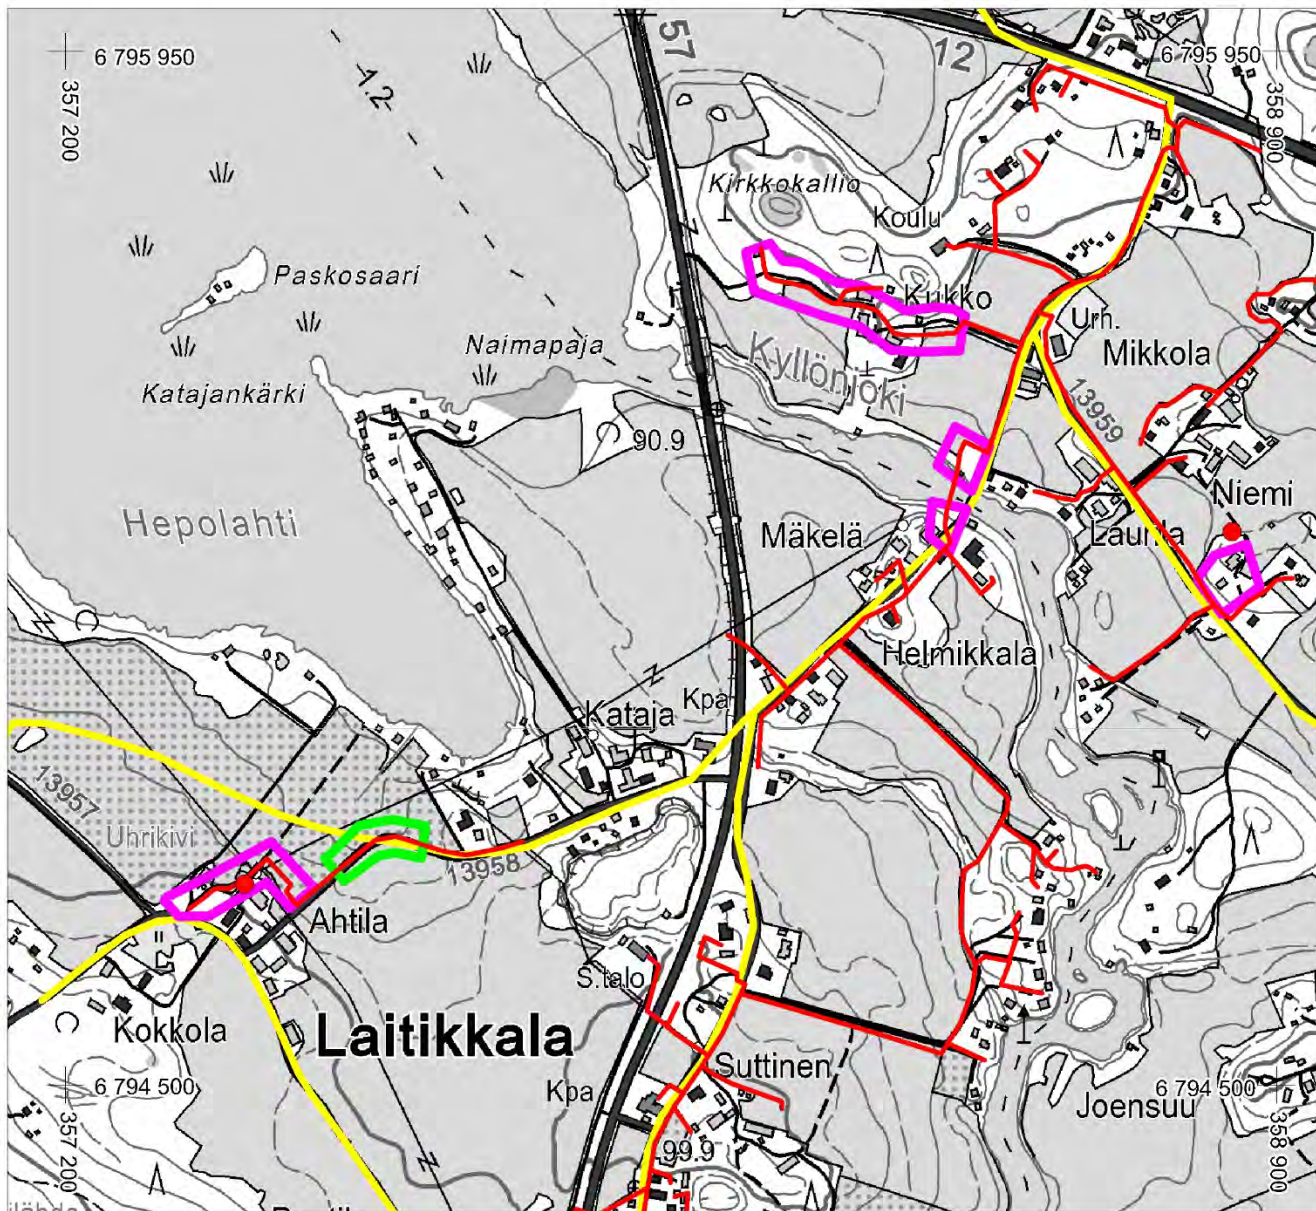 57
12
6 795 950
6 795 950
357 200
358 900
1.2
Kirkkokallio
Koulu
Paskosaari
Kiikko
Urh.
Naimapaja
Kyllönjoki
Mikkola
Katajankärki
13959
90.9
Niemi
Hepolahti
Mäkelä
Laurila
Helmikkala
Kpa
Kataja
13957
Uhrikivi
13958
Ahtila
S.talo
Kokkola
Laitikkala
Suttinen
6 794 500
Kpa
6 794 500
Joensuu
357 200
358 900
99.9